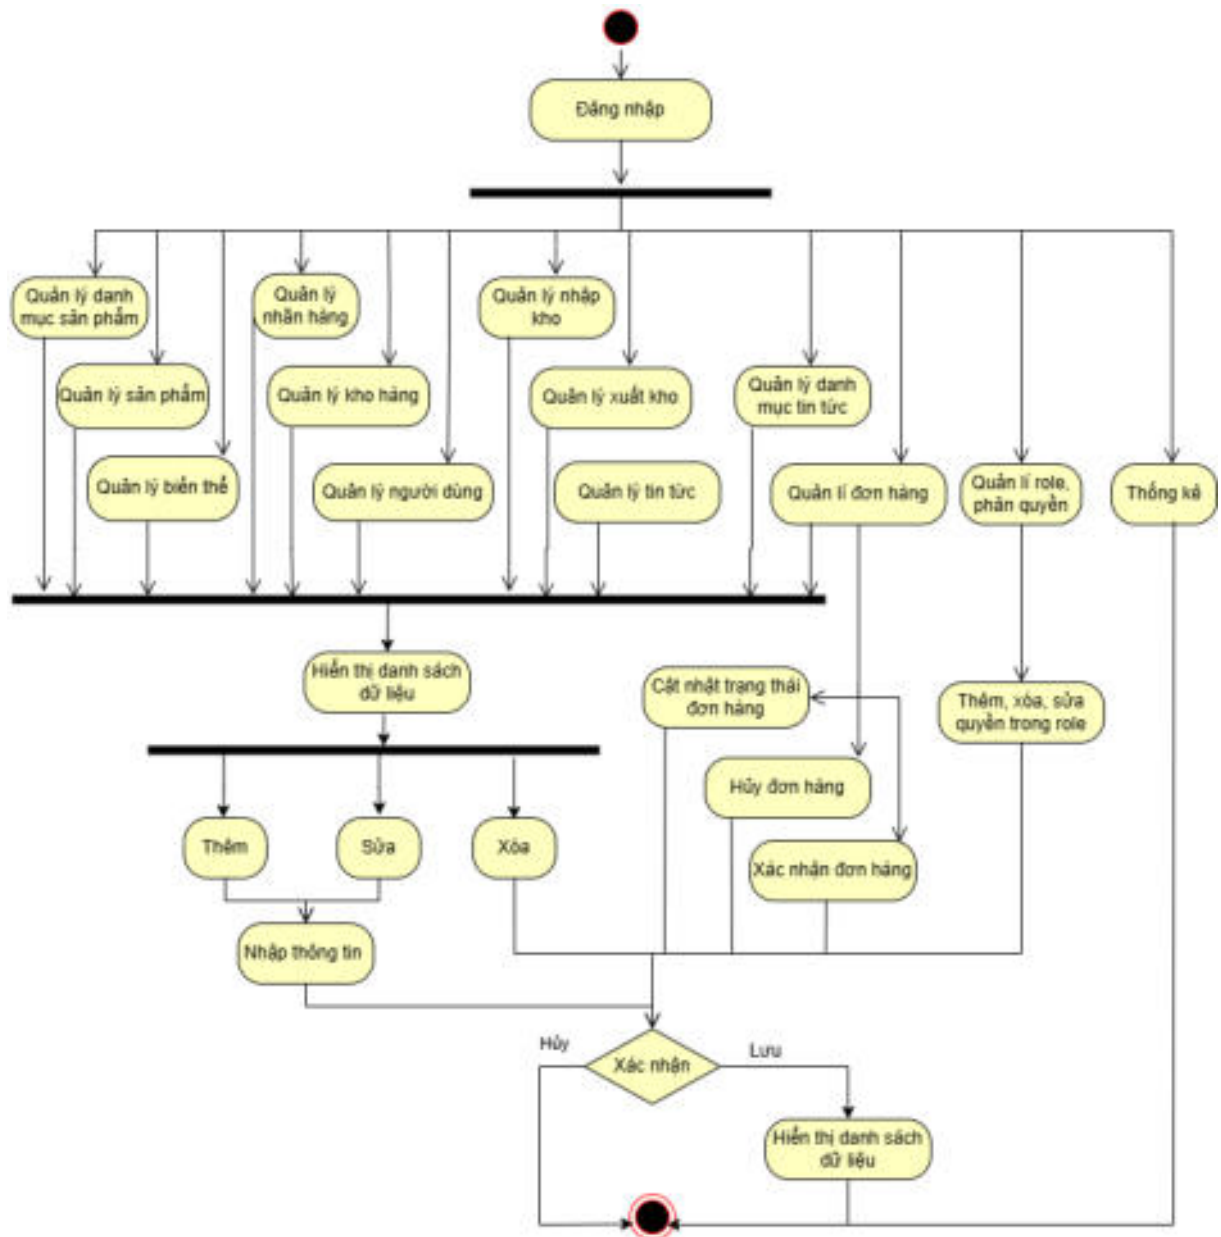 Đăng nhập
Quản lý danh
mục sản phẩm
Quản lý
nhãn hàng
Quản lý nhập
kho
Quản lý sản phẩm
Quản lý kho hàng
Quản lý xuất kho
Quản lý danh
mục tin tức
Quản lý biến thể
Quản lý người dùng
Quản lý tin tức
Quản lí đơn hàng
Quản lí role,
phân quyền
Thống kê
Hiển thị danh sách
dữ liệu
Cật nhật trạng thái
đơn hàng
Thêm, xóa, sửa
quyền trong role
Hủy đơn hàng
Thêm
Sửa
Xóa
Xác nhận đơn hàng
Nhập thông tin
Hủy
Xác nhận
Lưu
Hiển thị danh sách
dữ liệu